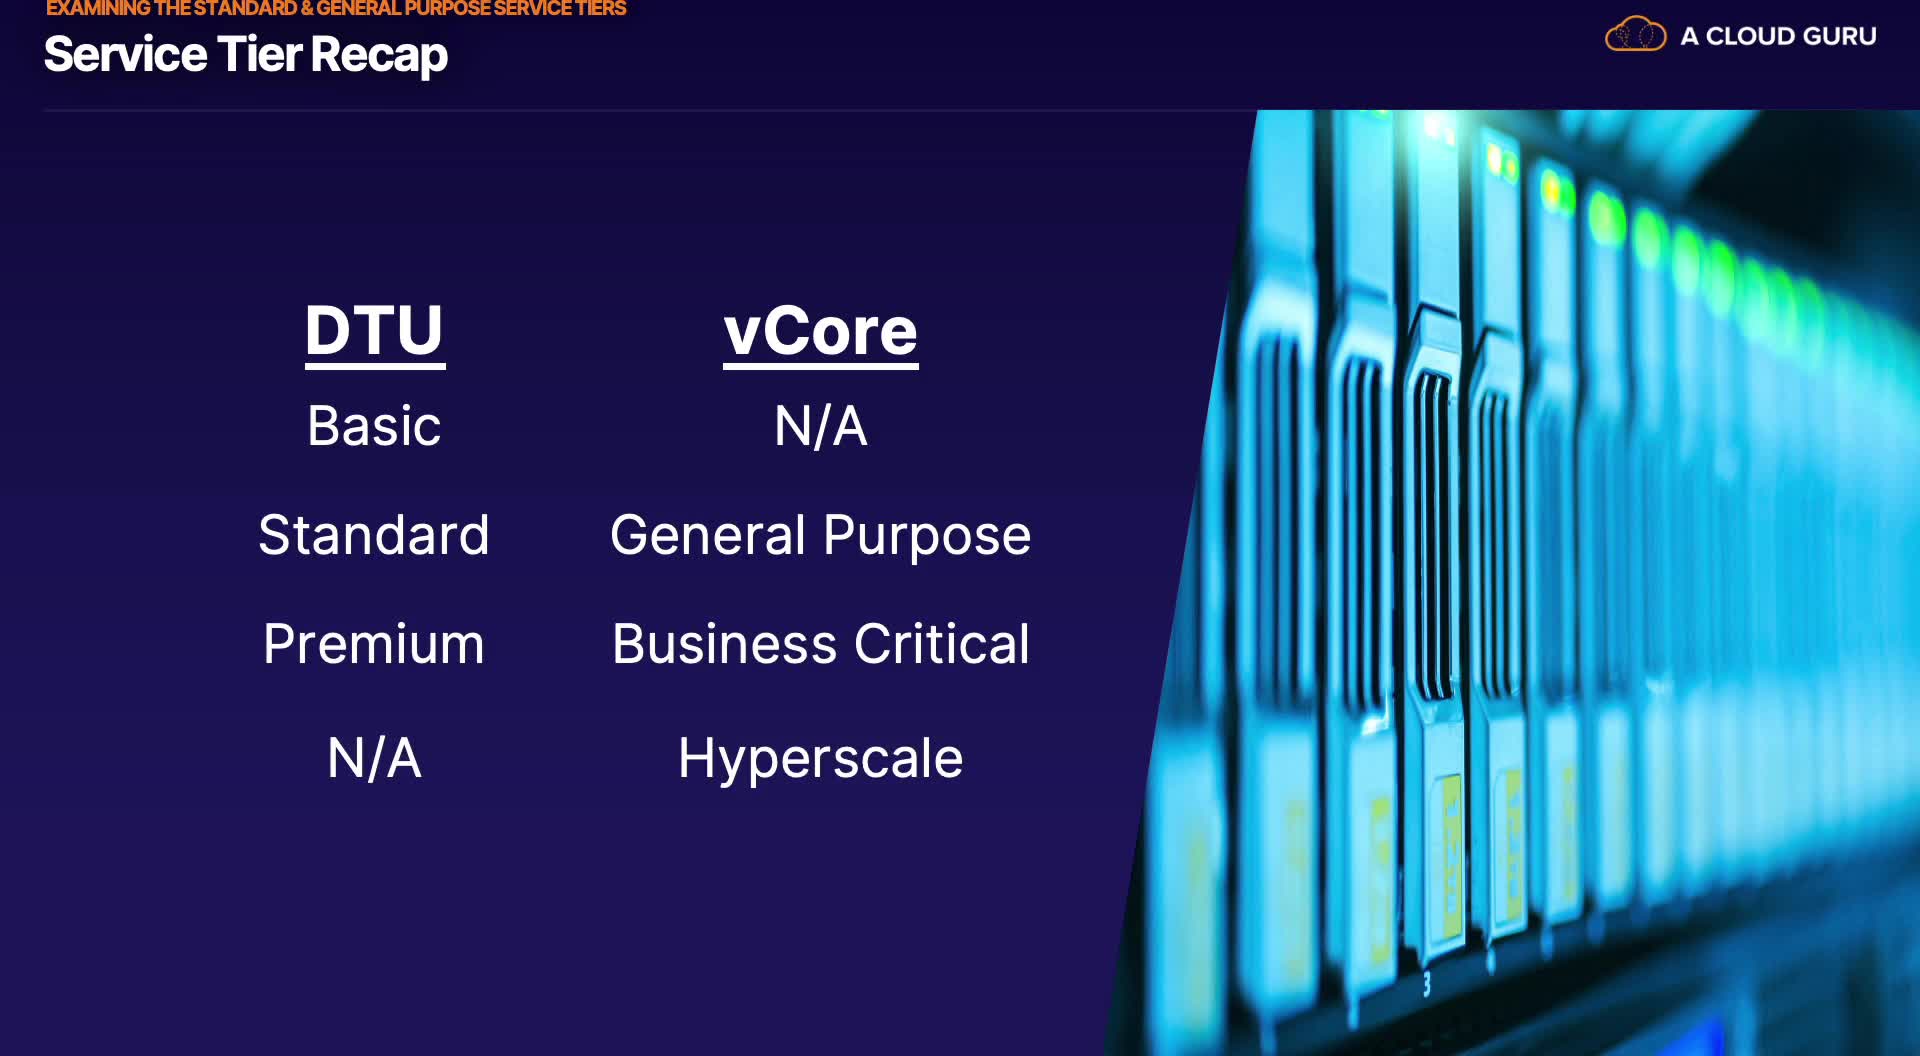 EXAMINING THE STANDARD & GENERAL PURPOSE SERVICE TIERS
Service Tier Recap
A CLOUD GURU
DTU vCore
Basic N/A
Standard General Purpose
Premium Business Critical
N/A Hyperscale
3